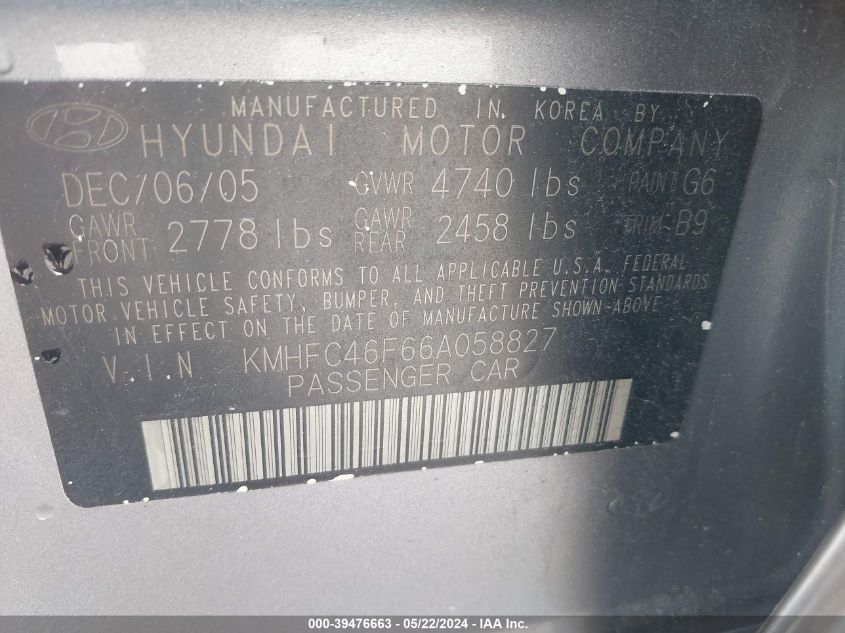 MANUFACTURED IN KOREA BY
HYUNDAI MOTOR COMPANY
DEC/06/05 GVWR 4740 lbs PAINT G6
GAWR FRONT 2778 lbs GAWR REAR 2458 lbs TRIM B9
THIS VEHICLE CONFORMS TO ALL APPLICABLE U.S.A. FEDERAL
MOTOR VEHICLE SAFETY, BUMPER, AND THEFT PREVENTION STANDARDS
IN EFFECT ON THE DATE OF MANUFACTURE SHOWN ABOVE.
V.I.N KMHFC46F66A058827
PASSENGER CAR
000-39476663 - 05/22/2024 - IAA Inc.